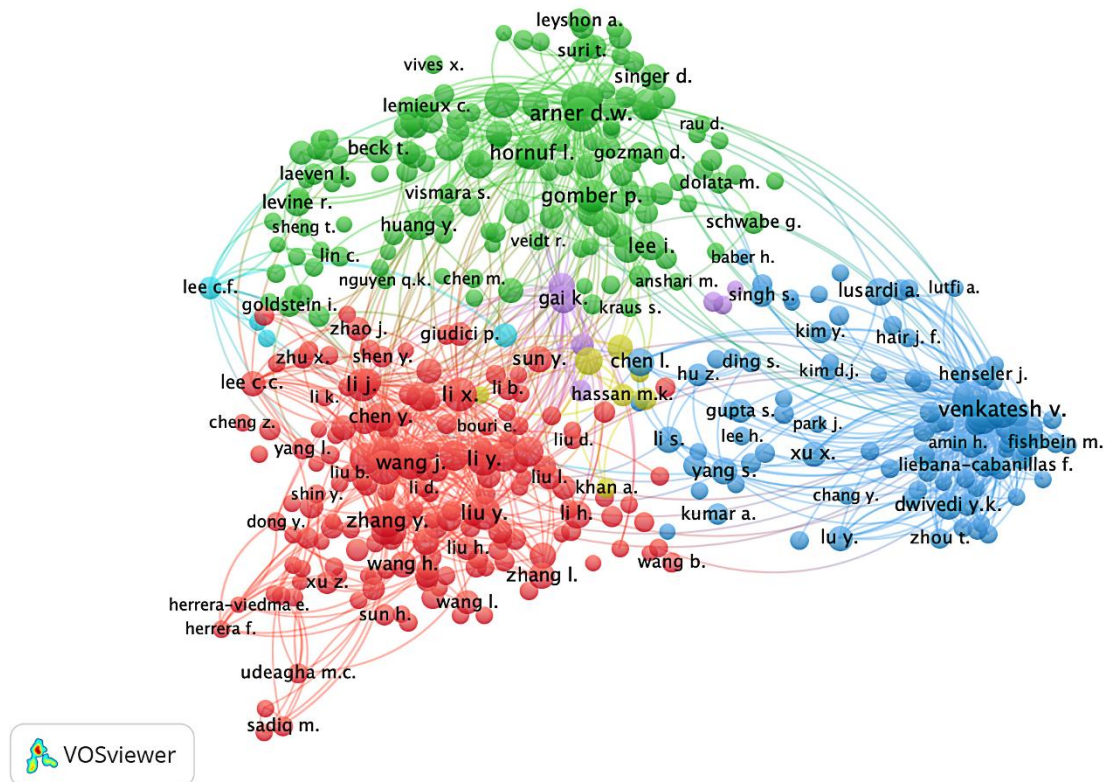 leyshon a.
suri t.
vives x.
singer d.
lemieux c.
arner d.w.
rau d.
beck t.
hornuf l.
gozman d.
laeven l.
vismara s.
gomber p.
dolata m.
levine r.
sheng t.
huang y.
schwabe g.
veidt r.
lee i.
lin c.
baber h.
nguyen q.k.
chen m.
anshari m.
lee c.f.
goldstein i.
gai k.
kraus s.
singh s.
lusardi a.
lutfi a.
zhao j.
giudici p.
kim y.
hair j. f.
zhu x.
shen y.
sun y.
chen l.
ding s.
kim d.j.
henseler j.
lee c.c.
li k.
li j.
li x.
li b.
hassan m.k.
hu z.
cheng z.
chen y.
bouri e.
liu d.
gupta s.
park j.
venkatesh v.
yang l.
li s.
lee h.
amin h.
fishbein m.
liu b.
wang j.
li y.
li d.
liu l.
khan a.
yang s.
xu x.
liebana-cabanillas f.
shin y.
chang y.
dwivedi y.k.
dong y.
zhang y.
liu y.
li h.
kumar a.
lu y.
zhou t.
wang h.
liu h.
zhang l.
wang b.
xu z.
herrera-viedma e.
wang l.
sun h.
herrera f.
udeagha m.c.
sadiq m.
VOSviewer